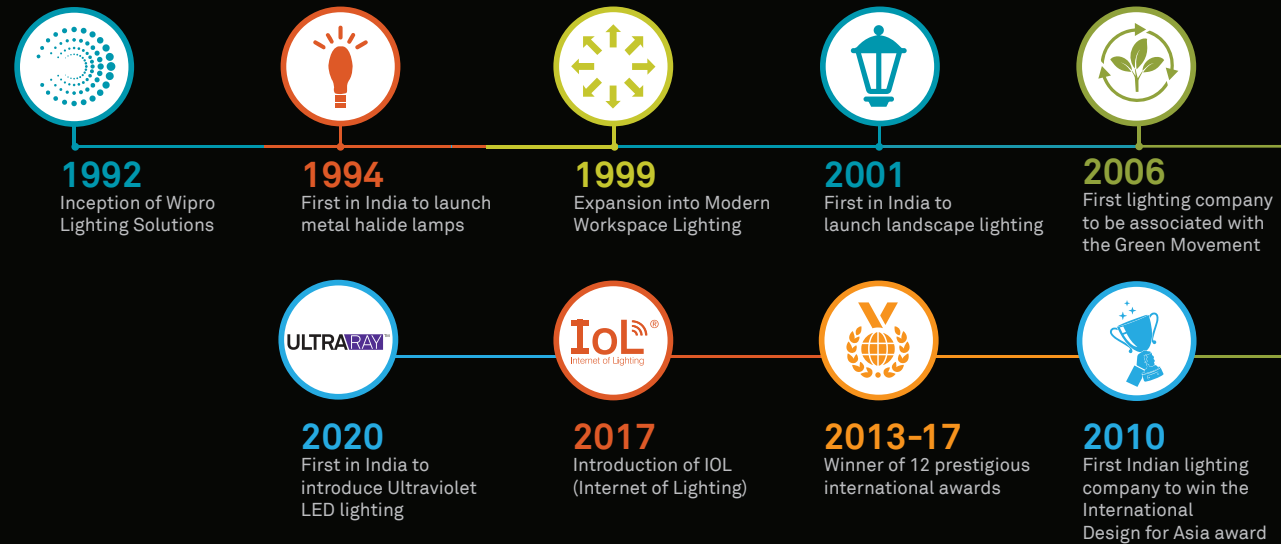 1992
Inception of Wipro
Lighting Solutions
1994
First in India to launch
metal halide lamps
1999
Expansion into Modern
Workspace Lighting
2001
First in India to
launch landscape lighting
2006
First lighting company
to be associated with
the Green Movement
ULTRARAY™
2020
First in India to
introduce Ultraviolet
LED lighting
IoL®
Internet of Lighting
2017
Introduction of IOL
(Internet of Lighting)
2013-17
Winner of 12 prestigious
international awards
2010
First Indian lighting
company to win the
International
Design for Asia award